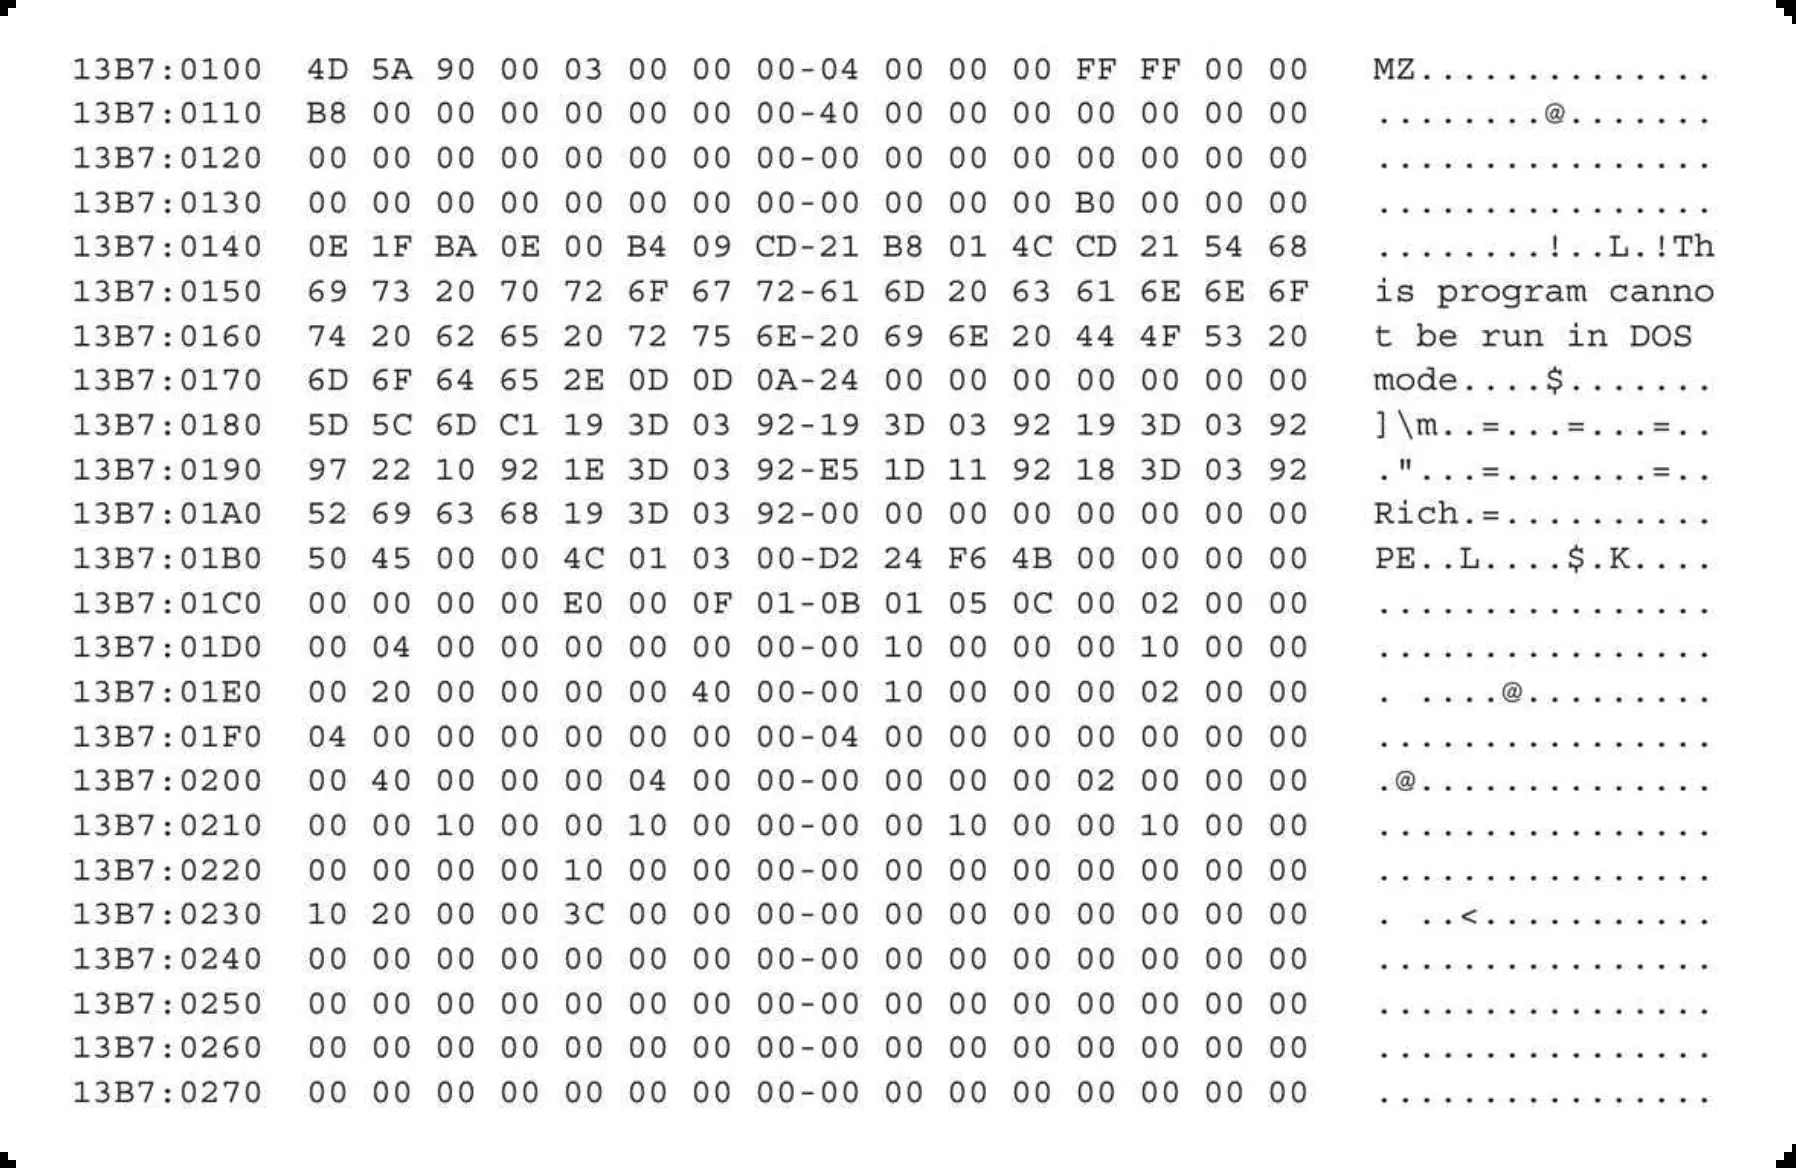 13B7:0100  4D 5A 90 00 03 00 00 00-04 00 00 00 FF FF 00 00   MZ..............
13B7:0110  B8 00 00 00 00 00 00 00-40 00 00 00 00 00 00 00   ........@.......
13B7:0120  00 00 00 00 00 00 00 00-00 00 00 00 00 00 00 00   ................
13B7:0130  00 00 00 00 00 00 00 00-00 00 00 00 B0 00 00 00   ................
13B7:0140  0E 1F BA 0E 00 B4 09 CD-21 B8 01 4C CD 21 54 68   ........!..L.!Th
13B7:0150  69 73 20 70 72 6F 67 72-61 6D 20 63 61 6E 6E 6F   is program canno
13B7:0160  74 20 62 65 20 72 75 6E-20 69 6E 20 44 4F 53 20   t be run in DOS
13B7:0170  6D 6F 64 65 2E 0D 0D 0A-24 00 00 00 00 00 00 00   mode....$.......
13B7:0180  5D 5C 6D C1 19 3D 03 92-19 3D 03 92 19 3D 03 92   ]\m..=...=...=..
13B7:0190  97 22 10 92 1E 3D 03 92-E5 1D 11 92 18 3D 03 92   ."...=.......=..
13B7:01A0  52 69 63 68 19 3D 03 92-00 00 00 00 00 00 00 00   Rich.=..........
13B7:01B0  50 45 00 00 4C 01 03 00-D2 24 F6 4B 00 00 00 00   PE..L....$.K....
13B7:01C0  00 00 00 00 E0 00 0F 01-0B 01 05 0C 00 02 00 00   ................
13B7:01D0  00 04 00 00 00 00 00 00-00 10 00 00 00 10 00 00   ................
13B7:01E0  00 20 00 00 00 00 40 00-00 10 00 00 00 02 00 00   . ....@.........
13B7:01F0  04 00 00 00 00 00 00 00-04 00 00 00 00 00 00 00   ................
13B7:0200  00 40 00 00 00 04 00 00-00 00 00 00 02 00 00 00   .@..............
13B7:0210  00 00 10 00 00 10 00 00-00 00 10 00 00 10 00 00   ................
13B7:0220  00 00 00 00 10 00 00 00-00 00 00 00 00 00 00 00   ................
13B7:0230  10 20 00 00 3C 00 00 00-00 00 00 00 00 00 00 00   . ..<...........
13B7:0240  00 00 00 00 00 00 00 00-00 00 00 00 00 00 00 00   ................
13B7:0250  00 00 00 00 00 00 00 00-00 00 00 00 00 00 00 00   ................
13B7:0260  00 00 00 00 00 00 00 00-00 00 00 00 00 00 00 00   ................
13B7:0270  00 00 00 00 00 00 00 00-00 00 00 00 00 00 00 00   ................